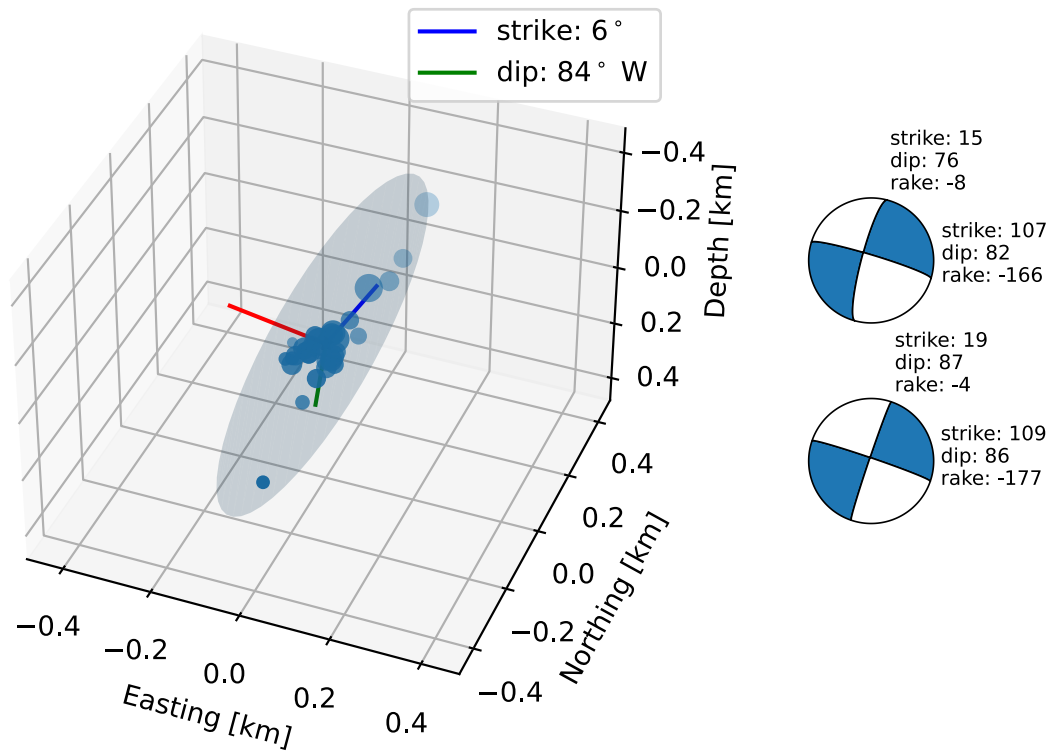 strike: 6°
dip: 84° W
−0.4
−0.2
0.0
0.2
0.4
Depth [km]
0.4
0.2
0.0
−0.2
−0.4
Northing [km]
−0.4
−0.2
0.0
0.2
0.4
Easting [km]
strike: 15
dip: 76
rake: -8
strike: 107
dip: 82
rake: -166
strike: 19
dip: 87
rake: -4
strike: 109
dip: 86
rake: -177